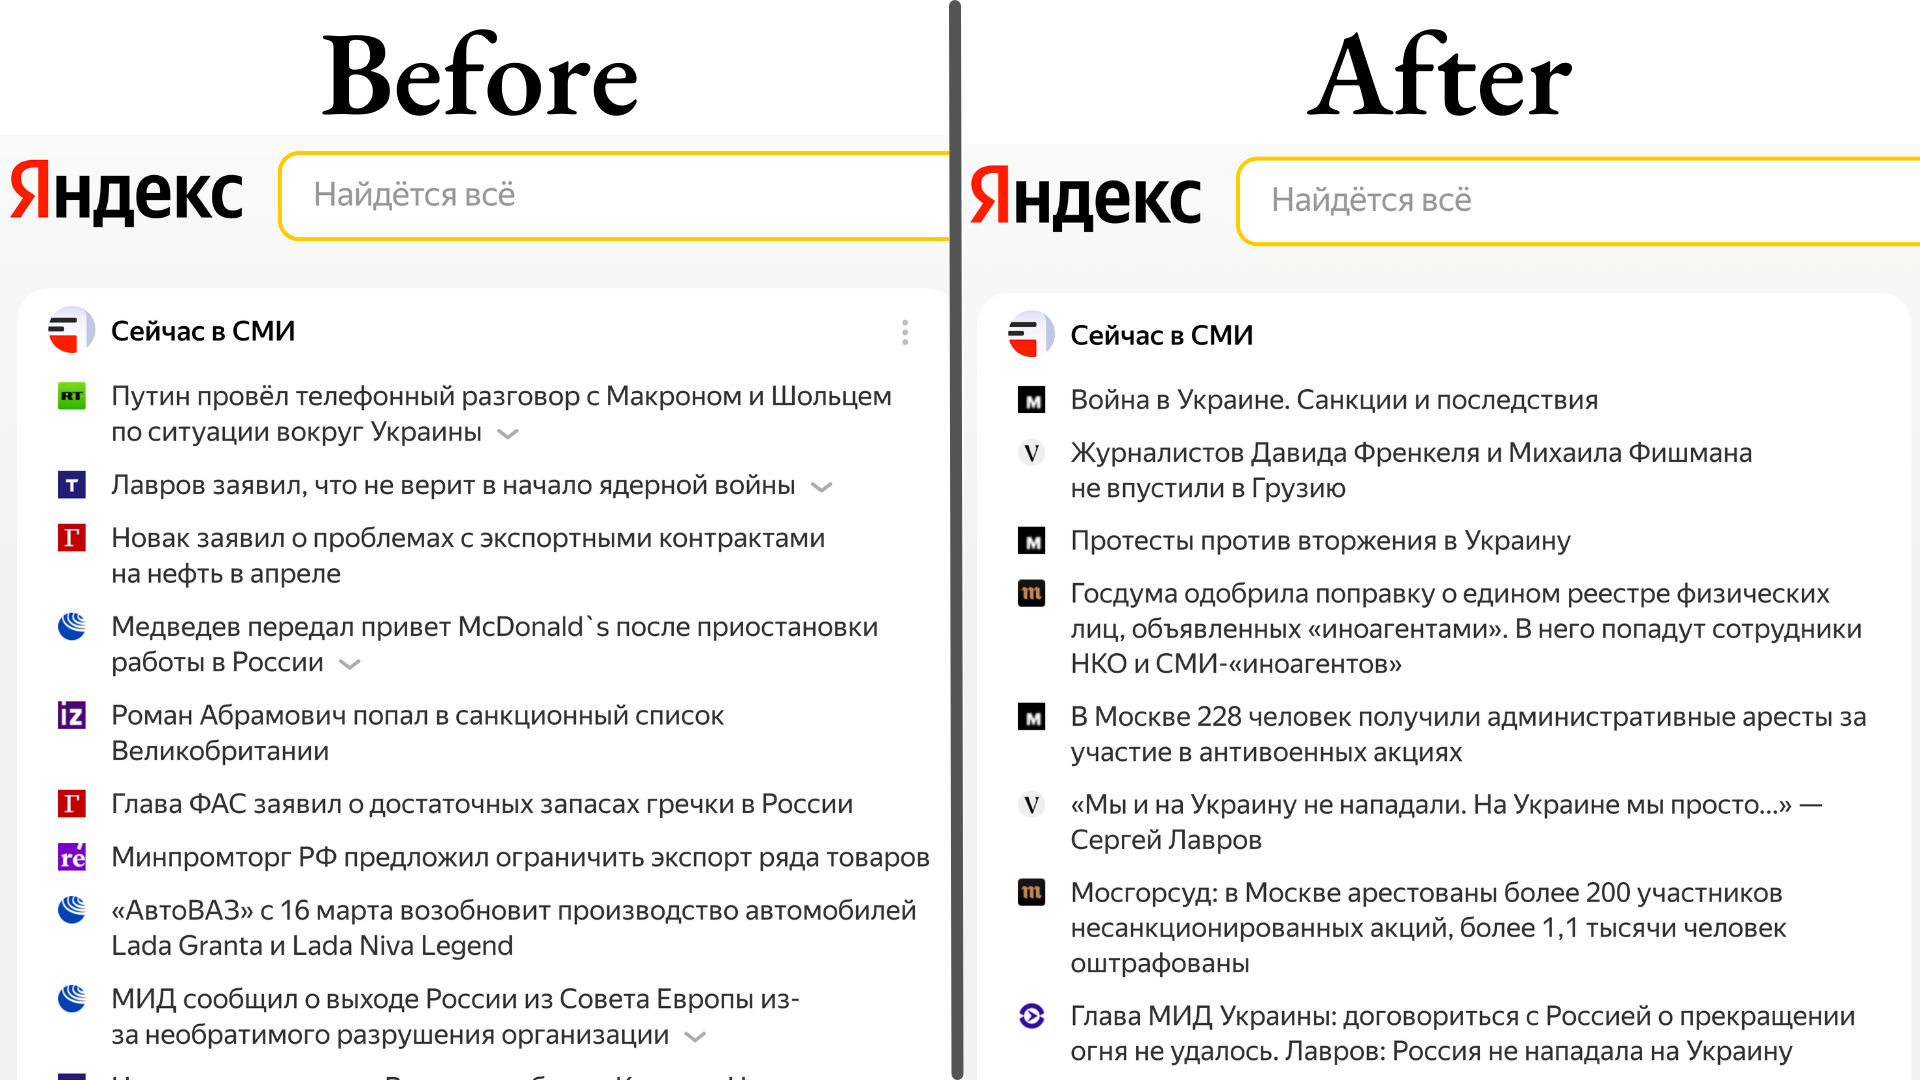 Before
Яндекс
Найдётся всё
Сейчас в СМИ
RT
Путин провёл телефонный разговор с Макроном и Шольцем
по ситуации вокруг Украины
Т
Лавров заявил, что не верит в начало ядерной войны
Г
Новак заявил о проблемах с экспортными контрактами
на нефть в апреле
Медведев передал привет McDonald`s после приостановки
работы в России
iz
Роман Абрамович попал в санкционный список
Великобритании
Г
Глава ФАС заявил о достаточных запасах гречки в России
ré
Минпромторг РФ предложил ограничить экспорт ряда товаров
«АвтоВАЗ» с 16 марта возобновит производство автомобилей
Lada Granta и Lada Niva Legend
МИД сообщил о выходе России из Совета Европы из-
за необратимого разрушения организации
After
Яндекс
Найдётся всё
Сейчас в СМИ
M
Война в Украине. Санкции и последствия
V
Журналистов Давида Френкеля и Михаила Фишмана
не впустили в Грузию
M
Протесты против вторжения в Украину
m
Госдума одобрила поправку о едином реестре физических
лиц, объявленных «иноагентами». В него попадут сотрудники
НКО и СМИ-«иноагентов»
M
В Москве 228 человек получили административные аресты за
участие в антивоенных акциях
V
«Мы и на Украину не нападали. На Украине мы просто...» —
Сергей Лавров
m
Мосгорсуд: в Москве арестованы более 200 участников
несанкционированных акций, более 1,1 тысячи человек
оштрафованы
Глава МИД Украины: договориться с Россией о прекращении
огня не удалось. Лавров: Россия не нападала на Украину